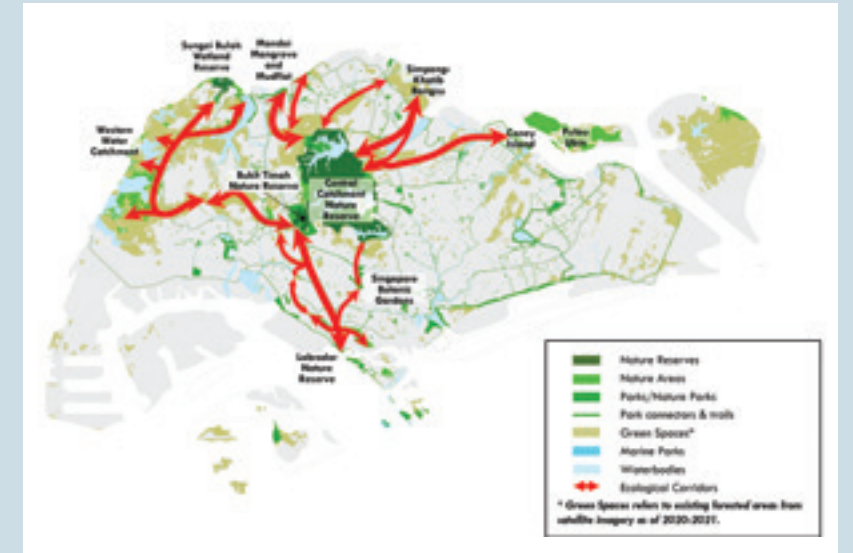 Sungei Buloh
Wetland
Reserve
Mandai
Mangrove
and
Mudflat
Simpang-
Khatib
Bongsu
Western
Water
Catchment
Coney
Island
Pulau
Ubin
Bukit Timah
Nature Reserve
Central
Catchment
Nature
Reserve
Singapore
Botanic
Gardens
Labrador
Nature
Reserve
Nature Reserves
Nature Areas
Parks/Nature Parks
Park connectors & trails
Green Spaces*
Marine Parks
Waterbodies
Ecological Corridors
* Green Spaces refers to existing forested areas from
satellite imagery as of 2020-2021.